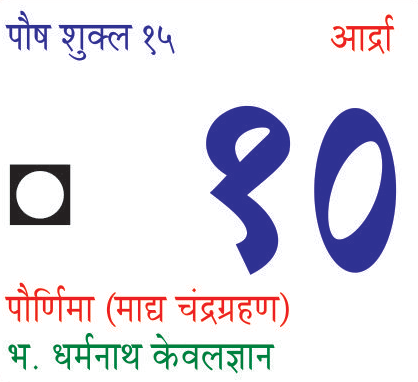 पौष शुक्ल १५ आर्द्रा
१०
पौर्णिमा (माद्य चंद्रग्रहण)
भ. धर्मनाथ केवलज्ञान